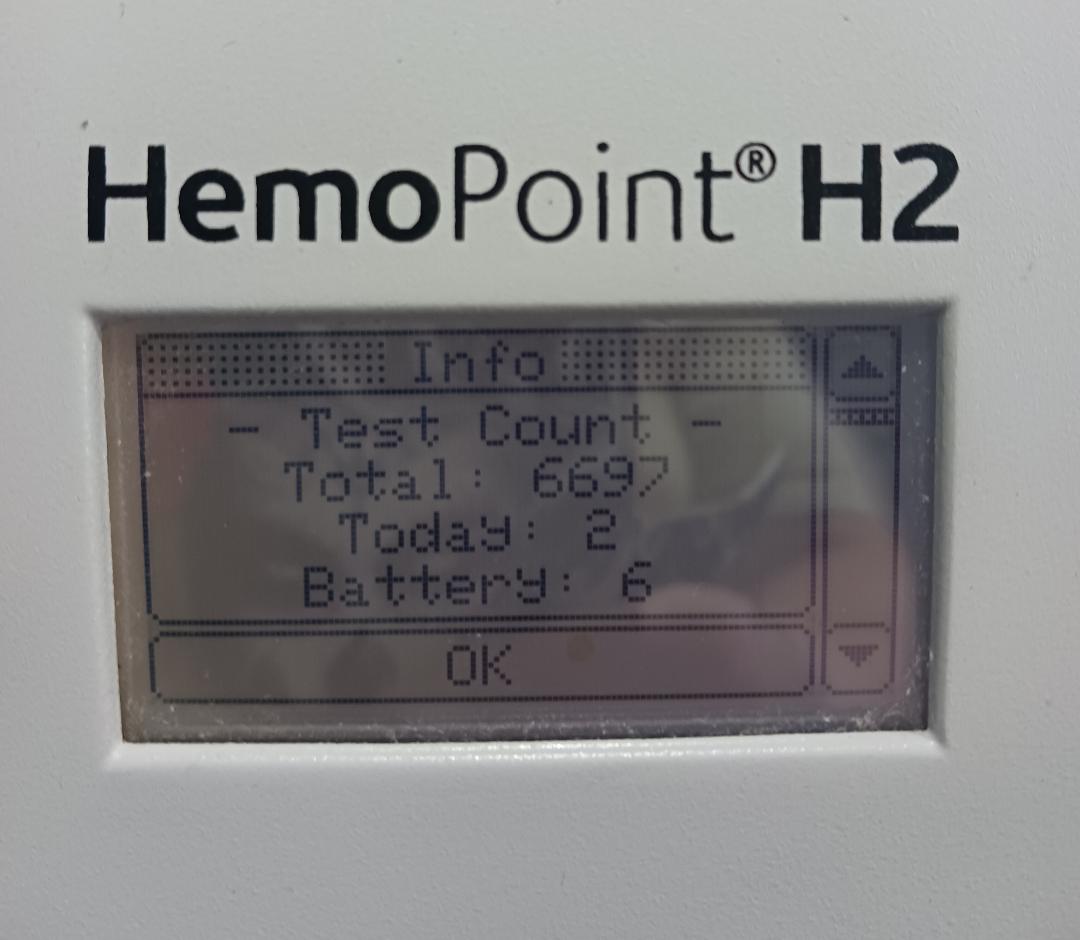 HemoPoint® H2
Info
- Test Count -
Total: 6697
Today: 2
Battery: 6
OK